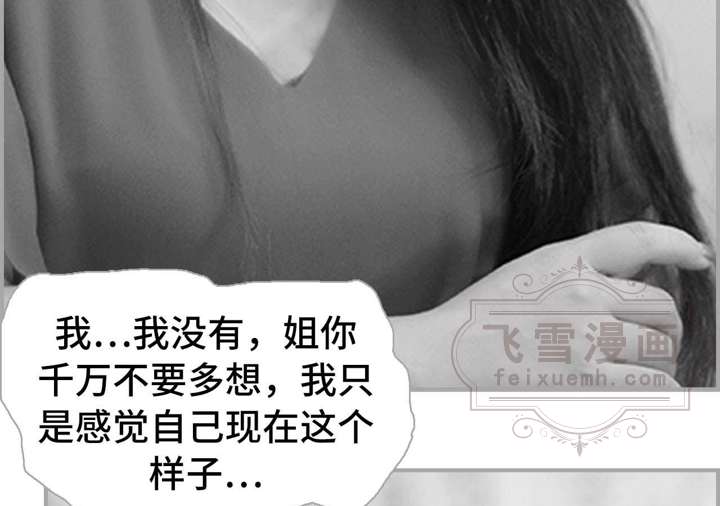 我…我没有，姐你
千万不要多想，我只
是感觉自己现在这个
样子…
飞雪漫画
feixuemh.com